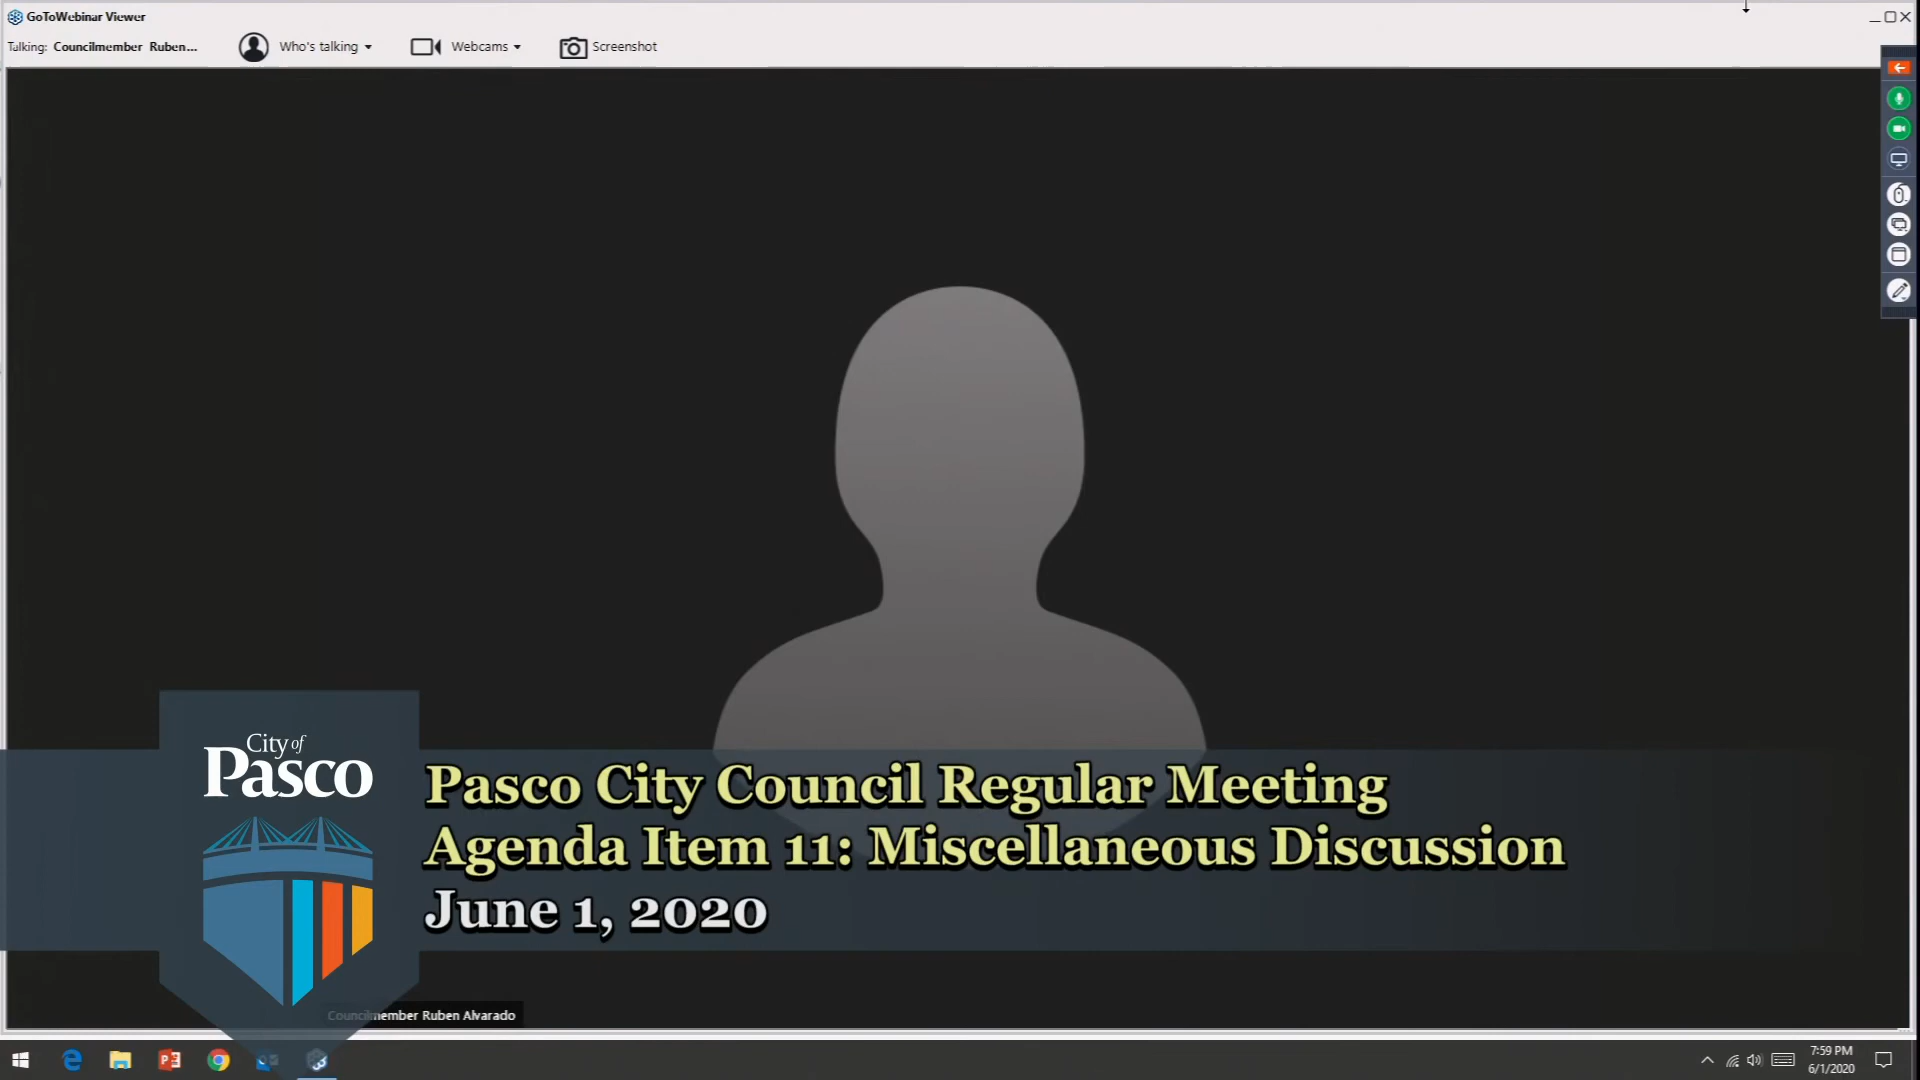 GoToWebinar Viewer
Talking: Councilmember Ruben...
Who's talking
Webcams
Screenshot
City of
Pasco
Pasco City Council Regular Meeting
Agenda Item 11: Miscellaneous Discussion
June 1, 2020
Councilmember Ruben Alvarado
7:59 PM
6/1/2020